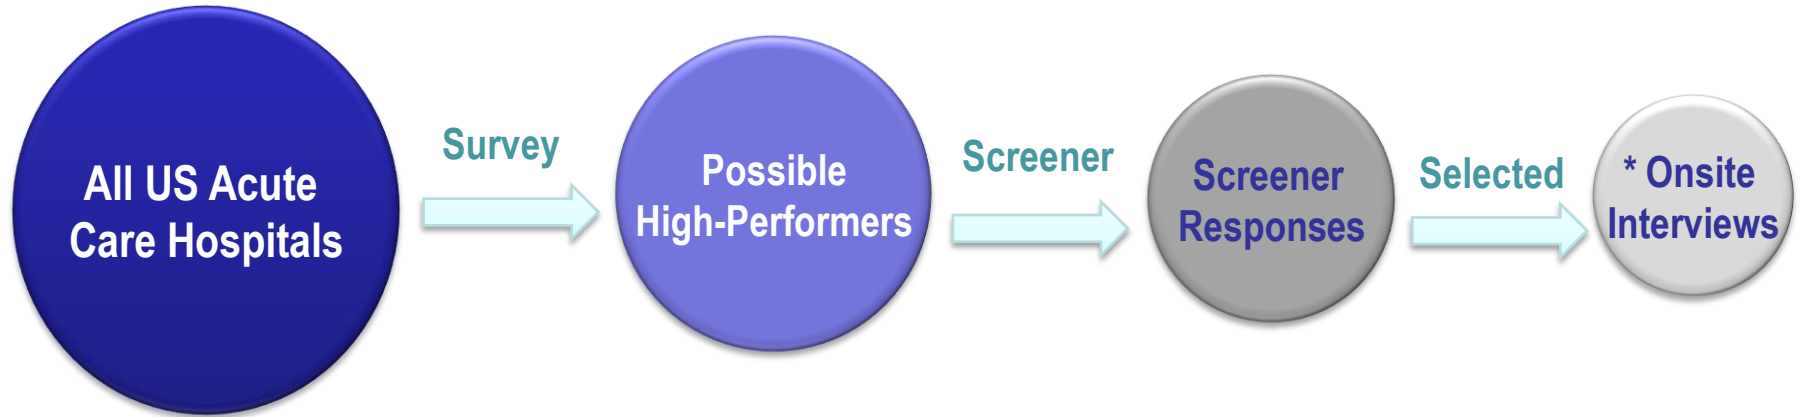 All US Acute
Care Hospitals
Survey
Possible
High-Performers
Screener
Screener
Responses
Selected
* Onsite
Interviews